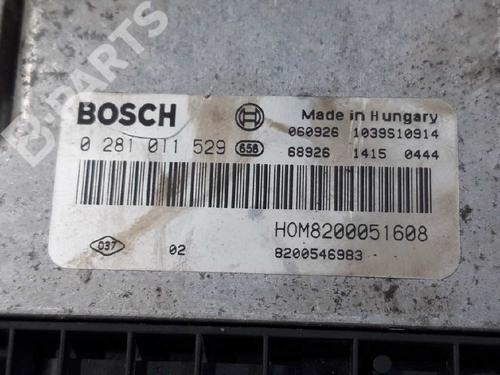 B-PARTS
BOSCH
Made in Hungary
060926 1039S10914
0 281 011 529 658
68926 1415 0444
HOM8200051608
037
02
8200546983